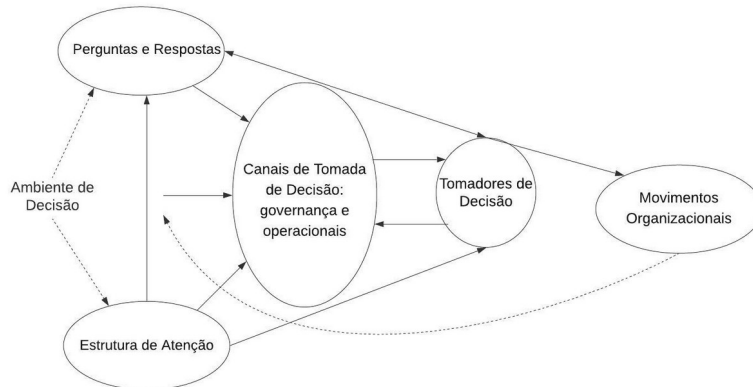 Perguntas e Respostas
Ambiente de
Decisão
Canais de Tomada
de Decisão:
governança e
operacionais
Tomadores de
Decisão
Movimentos
Organizacionais
Estrutura de Atenção